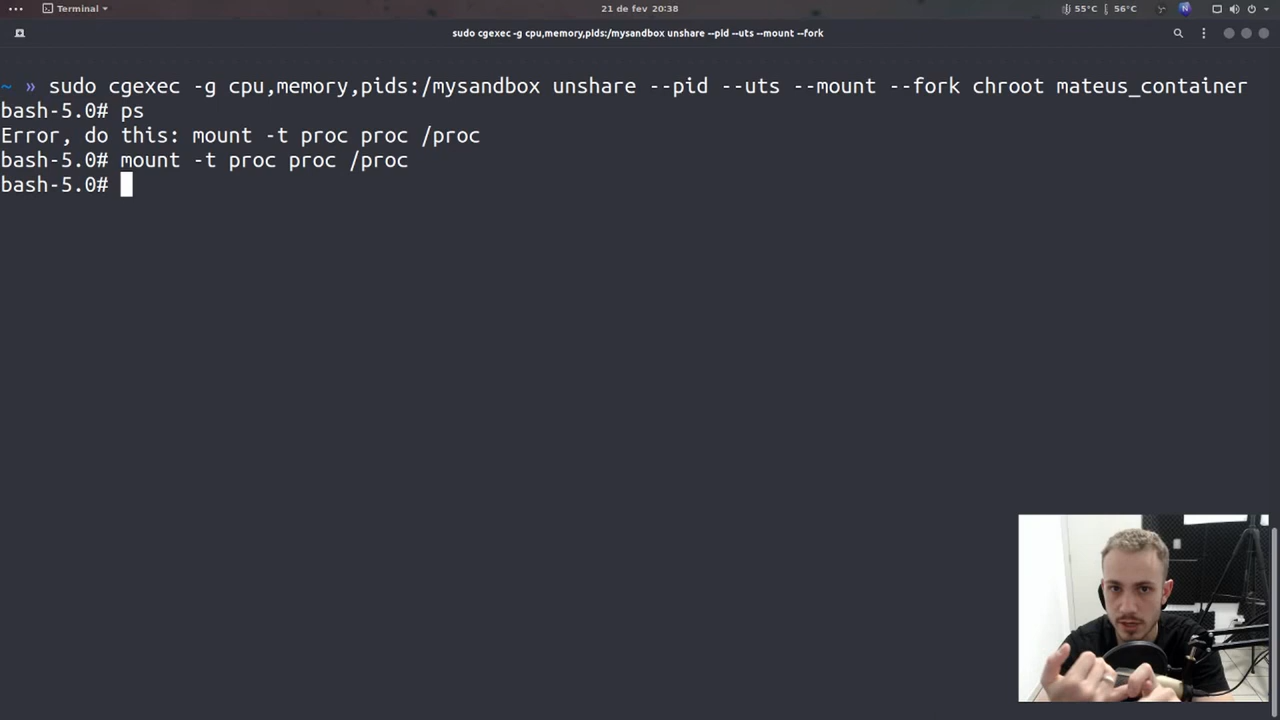 Terminal
21 de fev 20:38
55°C
56°C
N
sudo cgexec -g cpu,memory,pids:/mysandbox unshare --pid --uts --mount --fork
~ » sudo cgexec -g cpu,memory,pids:/mysandbox unshare --pid --uts --mount --fork chroot mateus_container
bash-5.0# ps
Error, do this: mount -t proc proc /proc
bash-5.0# mount -t proc proc /proc
bash-5.0#